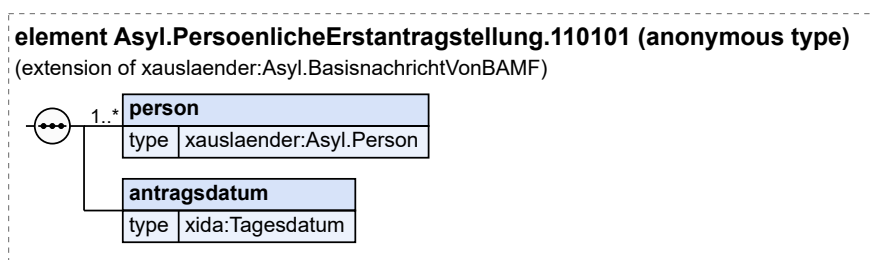 element Asyl.PersoenlicheErstantragstellung.110101 (anonymous type)
(extension of xauslaender:Asyl.BasisnachrichtVonBAMF)
1..* person
type xauslaender:Asyl.Person
antragsdatum
type xida:Tagesdatum